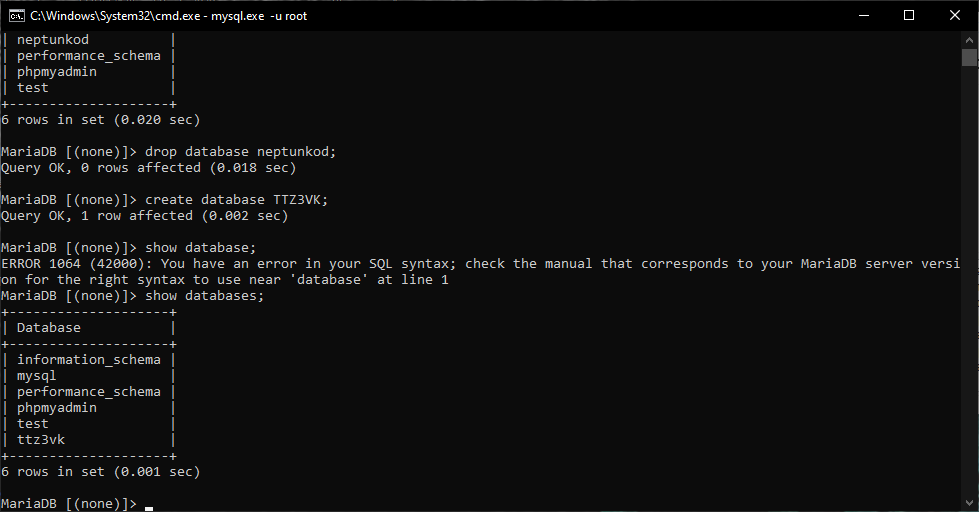 C:\Windows\System32\cmd.exe - mysql.exe  -u root
| neptunkod          |
| performance_schema |
| phpmyadmin         |
| test               |
+--------------------+
6 rows in set (0.020 sec)
MariaDB [(none)]> drop database neptunkod;
Query OK, 0 rows affected (0.018 sec)
MariaDB [(none)]> create database TTZ3VK;
Query OK, 1 row affected (0.002 sec)
MariaDB [(none)]> show database;
ERROR 1064 (42000): You have an error in your SQL syntax; check the manual that corresponds to your MariaDB server versi
on for the right syntax to use near 'database' at line 1
MariaDB [(none)]> show databases;
+--------------------+
| Database           |
+--------------------+
| information_schema |
| mysql              |
| performance_schema |
| phpmyadmin         |
| test               |
| ttz3vk             |
+--------------------+
6 rows in set (0.001 sec)
MariaDB [(none)]> _